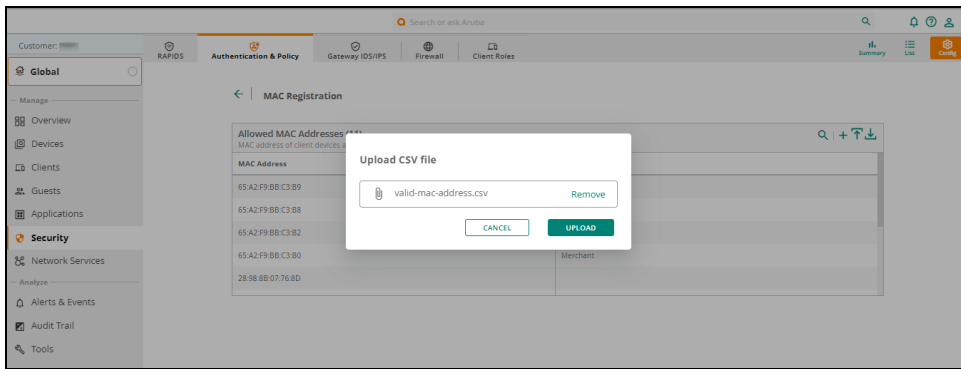 Search or ask Aruba
Customer:
RAPIDS
Authentication & Policy
Gateway IDS/IPS
Firewall
Client Roles
Summary
List
Config
Global
Manage
Overview
Devices
Clients
Guests
Applications
Security
Network Services
Analyze
Alerts & Events
Audit Trail
Tools
MAC Registration
Allowed MAC Addresses (11)
MAC address of client devices a
MAC Address
65:A2:F9:BB:C3:B9
65:A2:F9:BB:C3:B8
65:A2:F9:BB:C3:B2
65:A2:F9:BB:C3:B0
Merchant
28:98:8B:07:76:8D
Upload CSV file
valid-mac-address.csv
Remove
CANCEL
UPLOAD